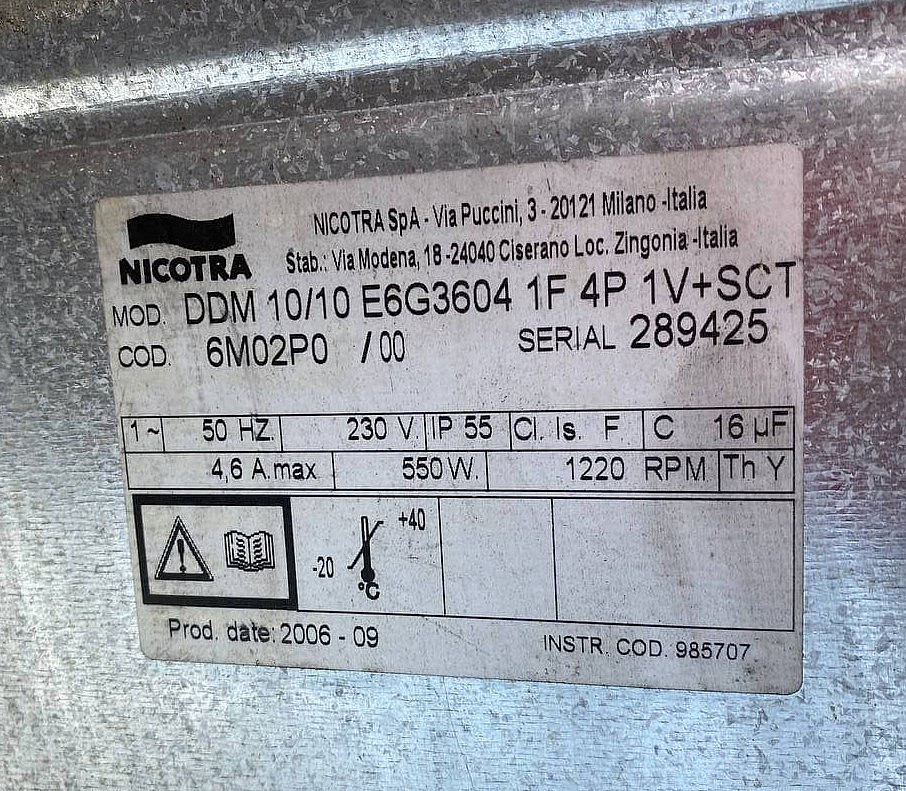 NICOTRA
NICOTRA SpA - Via Puccini, 3 - 20121 Milano -Italia
Stab.: Via Modena, 18 -24040 Ciserano Loc. Zingonia -Italia
MOD. DDM 10/10 E6G3604 1F 4P 1V+SCT
COD. 6M02P0 / 00 SERIAL 289425
1 ~ 50 HZ. 230 V. IP 55 Cl. Is. F C 16 µF
4,6 A.max 550 W. 1220 RPM Th Y
-20 +40 °C
Prod. date: 2006 - 09 INSTR. COD. 985707